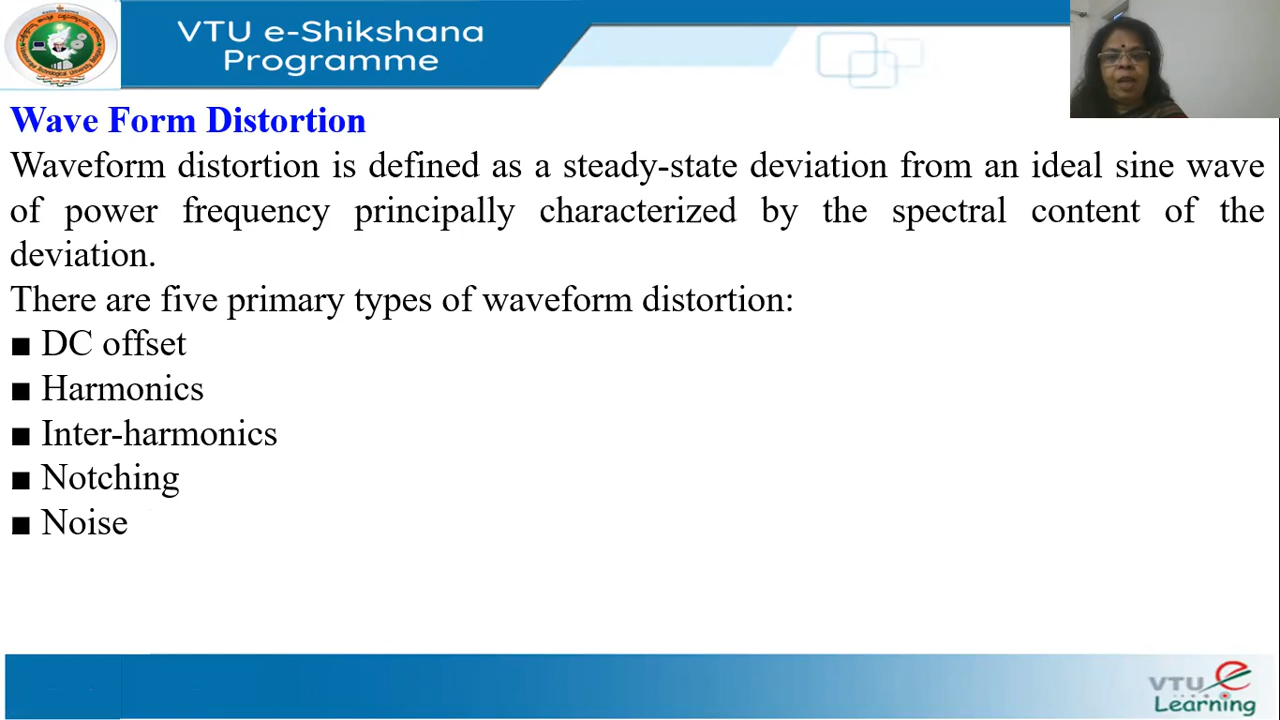 VTU e-Shikshana
Programme
Wave Form Distortion
Waveform distortion is defined as a steady-state deviation from an ideal sine wave
of power frequency principally characterized by the spectral content of the
deviation.
There are five primary types of waveform distortion:
■ DC offset
■ Harmonics
■ Inter-harmonics
■ Notching
■ Noise
VTU e
Learning